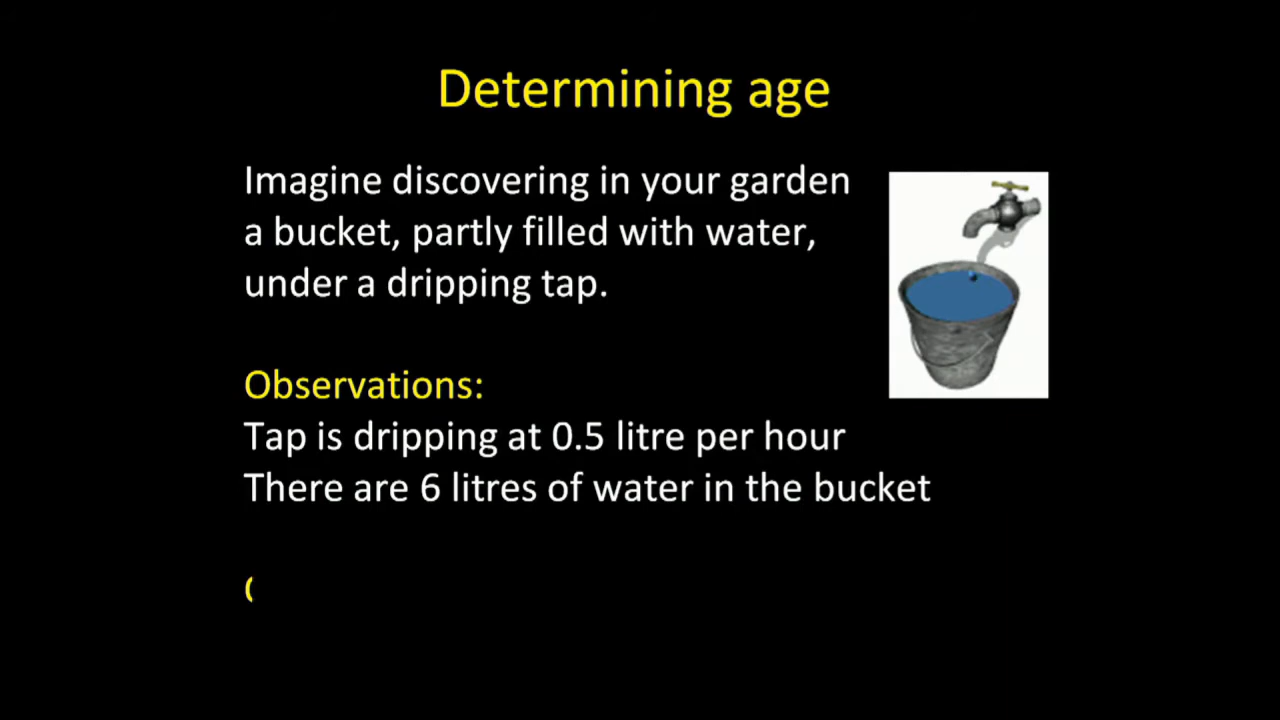 Determining age
Imagine discovering in your garden
a bucket, partly filled with water,
under a dripping tap.
Observations:
Tap is dripping at 0.5 litre per hour
There are 6 litres of water in the bucket